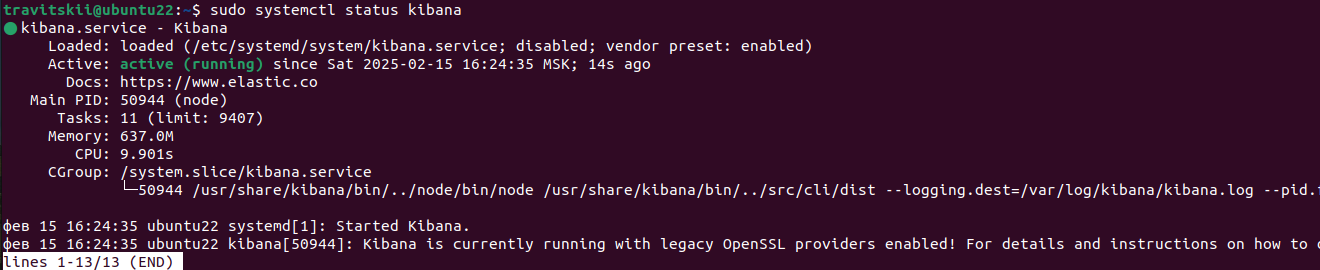 travitskii@ubuntu22:~$ sudo systemctl status kibana
● kibana.service - Kibana
Loaded: loaded (/etc/systemd/system/kibana.service; disabled; vendor preset: enabled)
Active: active (running) since Sat 2025-02-15 16:24:35 MSK; 14s ago
Docs: https://www.elastic.co
Main PID: 50944 (node)
Tasks: 11 (limit: 9407)
Memory: 637.0M
CPU: 9.901s
CGroup: /system.slice/kibana.service
└─50944 /usr/share/kibana/bin/../node/bin/node /usr/share/kibana/bin/../src/cli/dist --logging.dest=/var/log/kibana/kibana.log --pid.
фев 15 16:24:35 ubuntu22 systemd[1]: Started Kibana.
фев 15 16:24:35 ubuntu22 kibana[50944]: Kibana is currently running with legacy OpenSSL providers enabled! For details and instructions on how to
lines 1-13/13 (END)